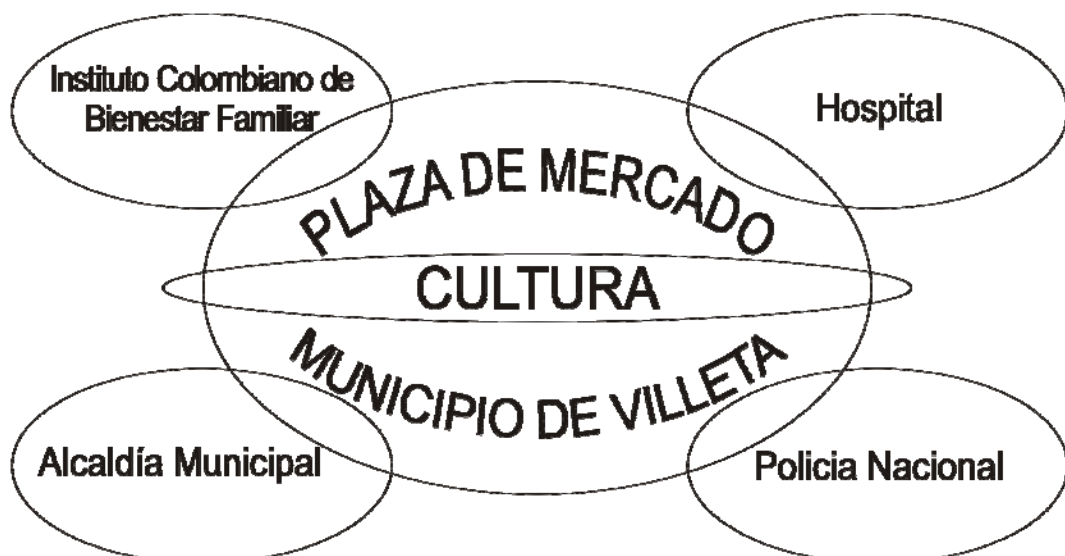 Instituto Colombiano de
Bienestar Familiar
Hospital
PLAZA DE MERCADO
CULTURA
MUNICIPIO DE VILLETA
Alcaldía Municipal
Policia Nacional